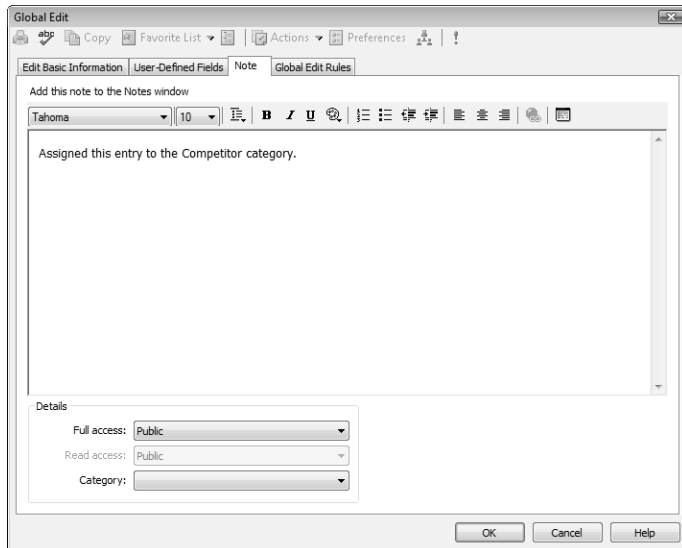 Global Edit
abc Copy Favorite List Actions Preferences
Edit Basic Information User-Defined Fields Note Global Edit Rules
Add this note to the Notes window
Tahoma 10 B I U
Assigned this entry to the Competitor category.
Details
Full access: Public
Read access: Public
Category:
OK Cancel Help